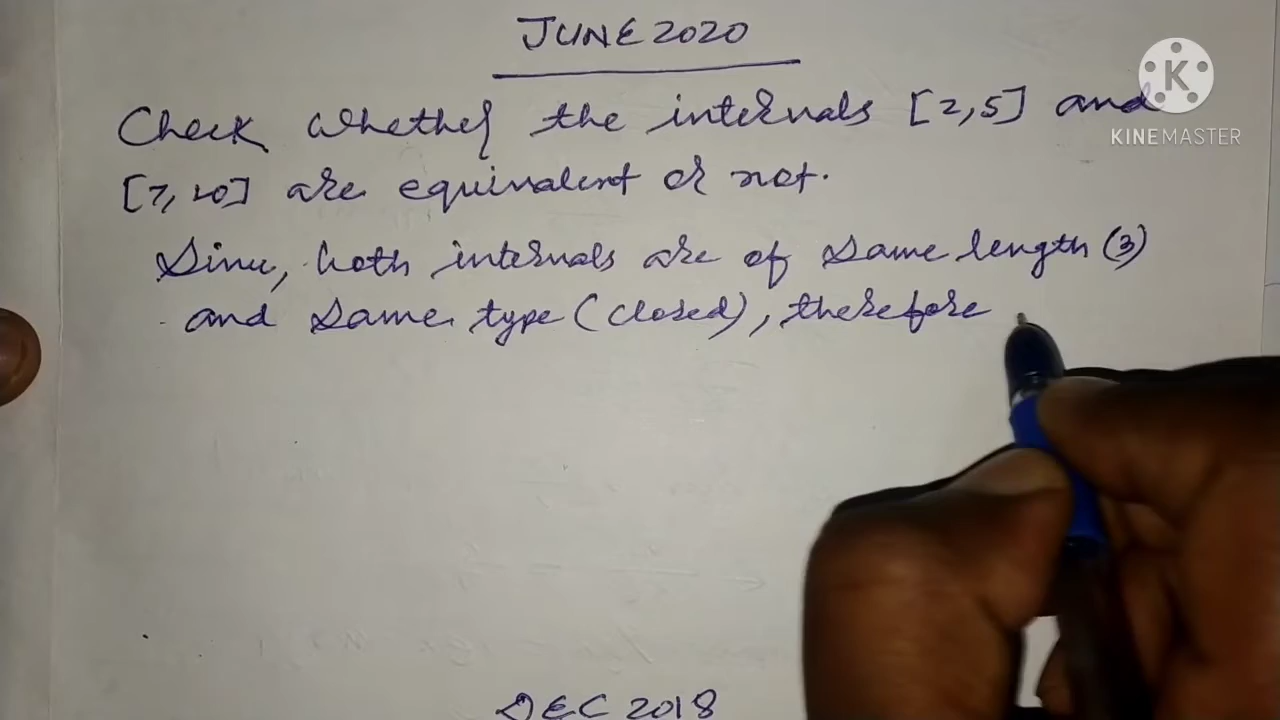 JUNE 2020
Check whether the intervals [2,5] and
[7,10] are equivalent or not.
Since, both intervals are of same length (3)
and same type (closed), therefore
DEC 2018
KINEMASTER